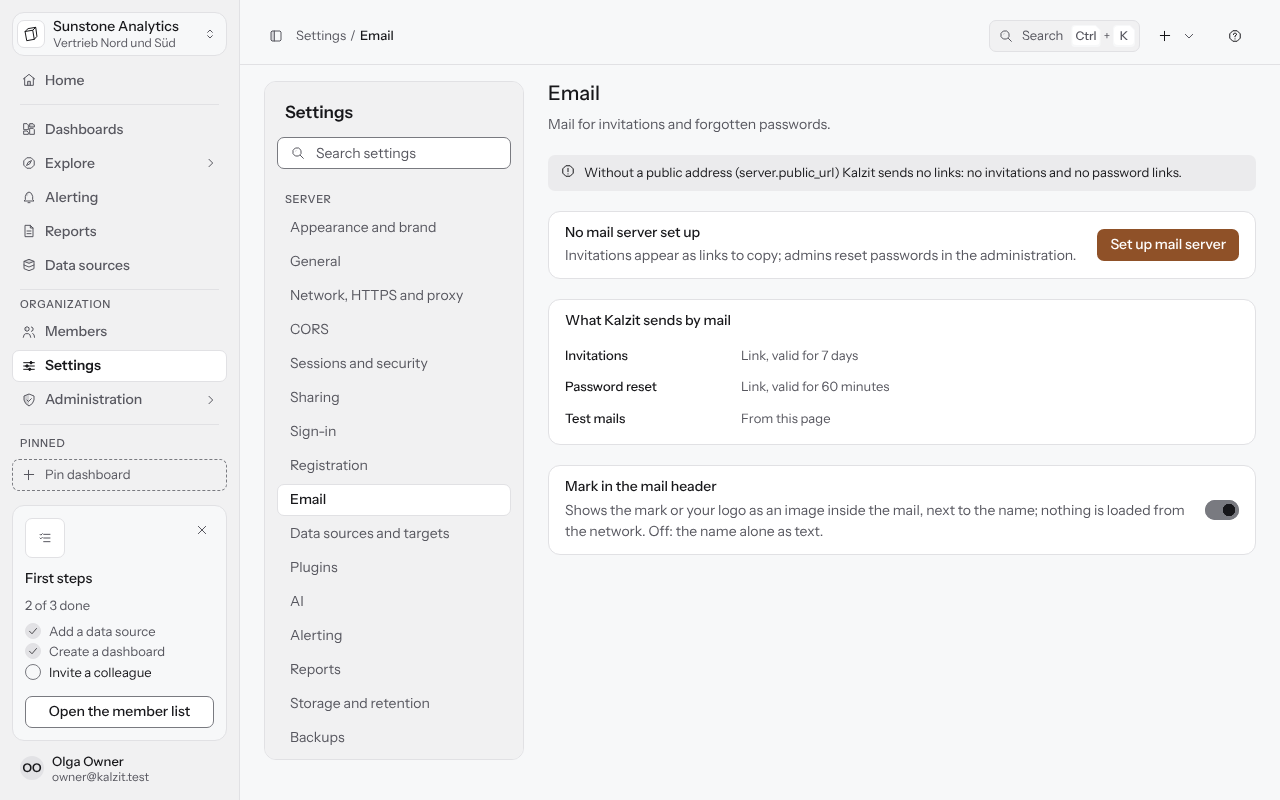 Sunstone Analytics
Vertrieb Nord und Süd
Home
Dashboards
Explore
Alerting
Reports
Data sources
ORGANIZATION
Members
Settings
Administration
PINNED
Pin dashboard
First steps
2 of 3 done
Add a data source
Create a dashboard
Invite a colleague
Open the member list
OO
Olga Owner
owner@kalzit.test
Settings / Email
Search Ctrl + K
Settings
Search settings
SERVER
Appearance and brand
General
Network, HTTPS and proxy
CORS
Sessions and security
Sharing
Sign-in
Registration
Email
Data sources and targets
Plugins
AI
Alerting
Reports
Storage and retention
Backups
Email
Mail for invitations and forgotten passwords.
Without a public address (server.public_url) Kalzit sends no links: no invitations and no password links.
No mail server set up
Invitations appear as links to copy; admins reset passwords in the administration.
Set up mail server
What Kalzit sends by mail
Invitations Link, valid for 7 days
Password reset Link, valid for 60 minutes
Test mails From this page
Mark in the mail header
Shows the mark or your logo as an image inside the mail, next to the name; nothing is loaded from
the network. Off: the name alone as text.